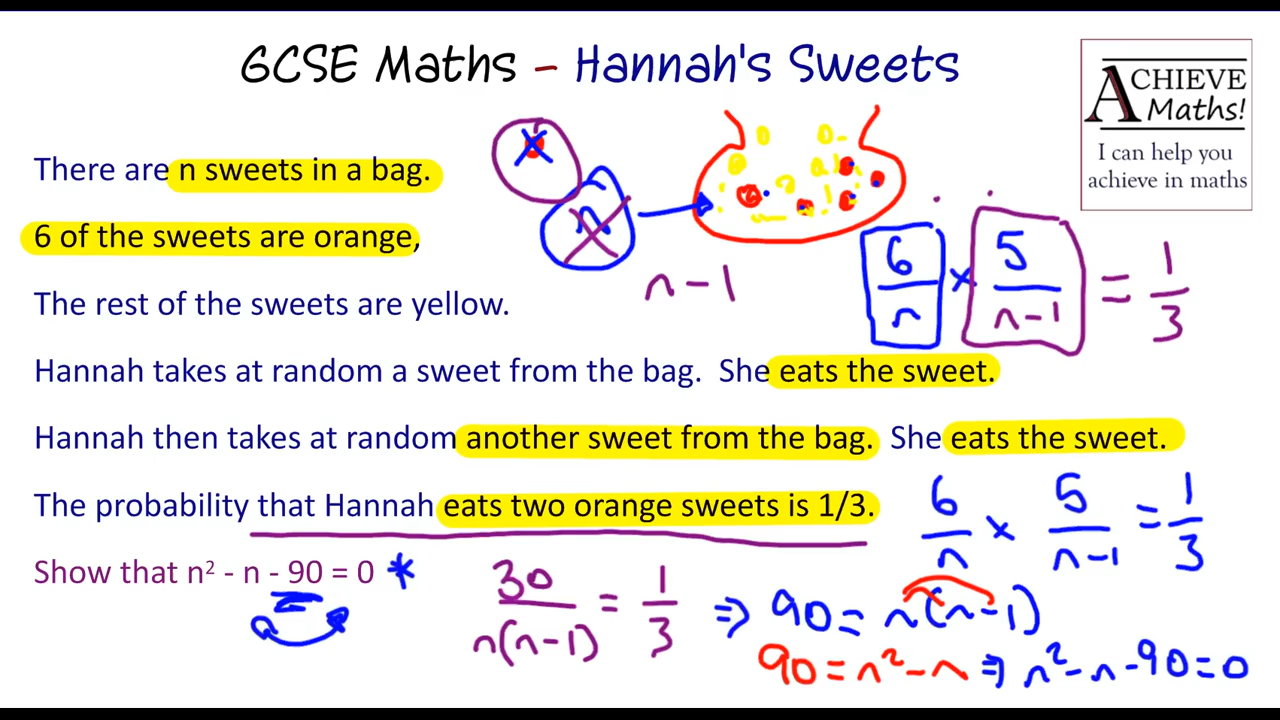 GCSE Maths - Hannah's Sweets
ACHIEVE
Maths!
I can help you
achieve in maths
There are n sweets in a bag.
6 of the sweets are orange,
The rest of the sweets are yellow.
n
n-1
6/n × 5/(n-1) = 1/3
Hannah takes at random a sweet from the bag. She eats the sweet.
Hannah then takes at random another sweet from the bag. She eats the sweet.
The probability that Hannah eats two orange sweets is 1/3.
6/n × 5/(n-1) = 1/3
Show that n² - n - 90 = 0 *
30/n(n-1) = 1/3 ⇒ 90 = n(n-1)
90 = n² - n ⇒ n² - n - 90 = 0